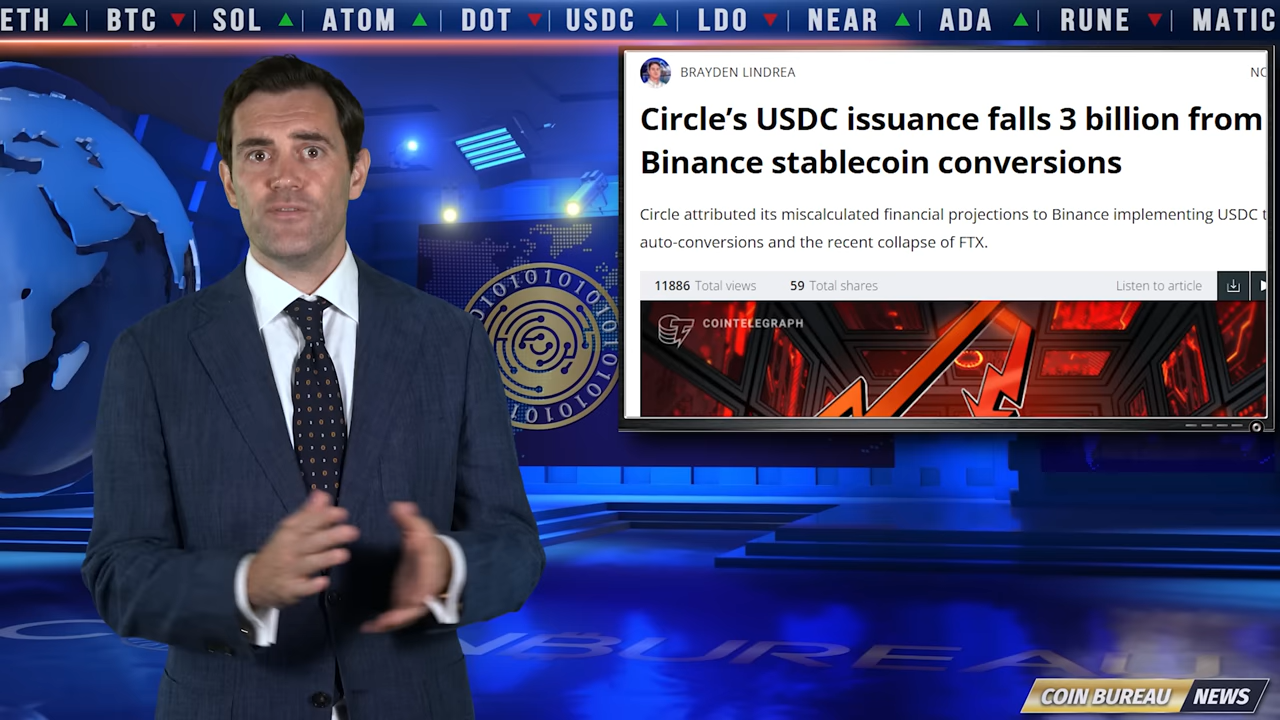 ETH BTC SOL ATOM DOT USDC LDO NEAR ADA RUNE MATIC
BRAYDEN LINDREA
Circle's USDC issuance falls 3 billion from
Binance stablecoin conversions
Circle attributed its miscalculated financial projections to Binance implementing USDC t
auto-conversions and the recent collapse of FTX.
11886 Total views 59 Total shares Listen to article
COINTELEGRAPH
COIN BUREAU NEWS